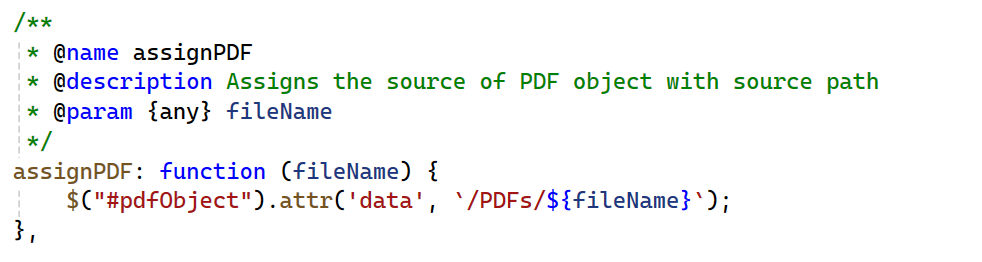 /**
 * @name assignPDF
 * @description Assigns the source of PDF object with source path
 * @param {any} fileName
 */
assignPDF: function (fileName) {
    $("#pdfObject").attr('data', `/PDFs/${fileName}`);
},